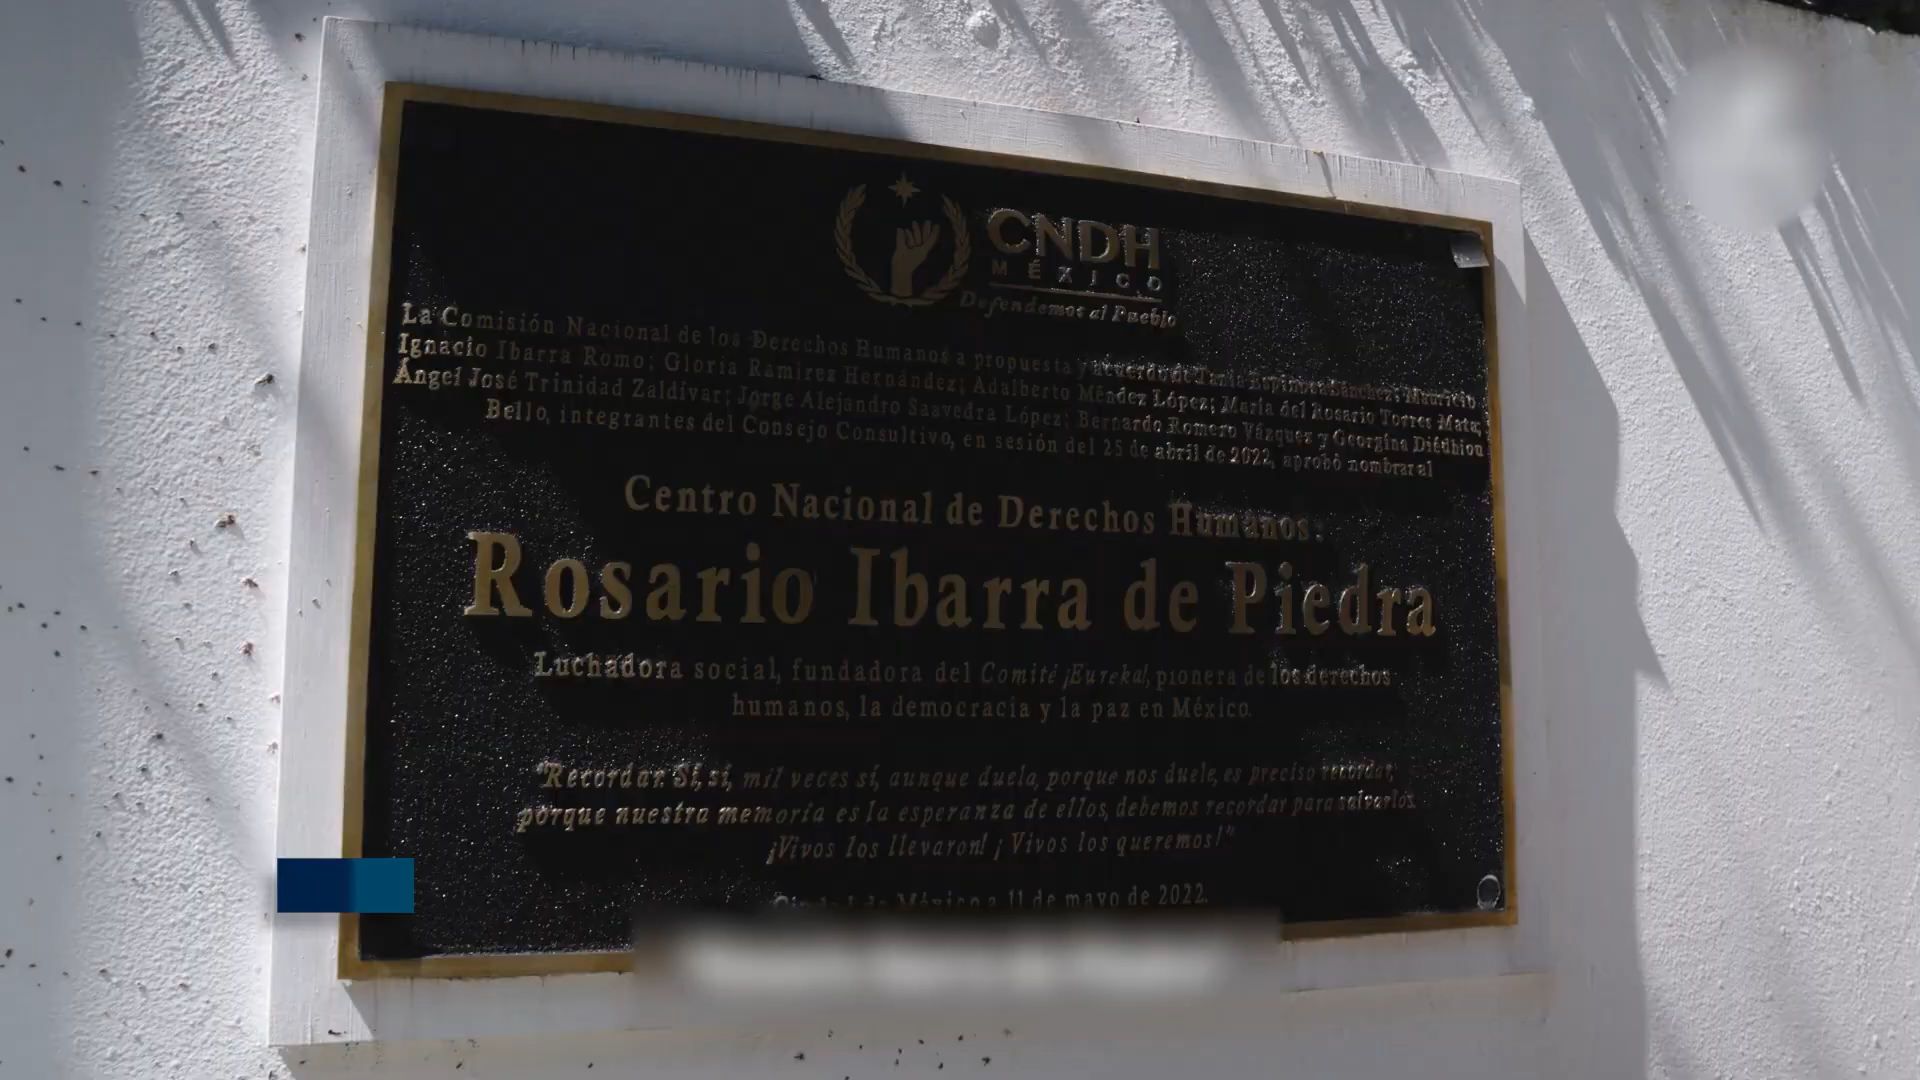 CNDH
MÉXICO
Defendemos al Pueblo
La Comisión Nacional de los Derechos Humanos a propuesta y acuerdo de Tania Espinosa Sánchez; Mauricio
Ignacio Ibarra Romo; Gloria Ramírez Hernández; Adalberto Méndez López; María del Rosario Torres Mata;
Ángel José Trinidad Zaldívar; Jorge Alejandro Saavedra López; Bernardo Romero Vázquez y Georgina Diédhiou
Bello, integrantes del Consejo Consultivo, en sesión del 25 de abril de 2022, aprobó nombrar al
Centro Nacional de Derechos Humanos:
Rosario Ibarra de Piedra
Luchadora social, fundadora del Comité ¡Eureka!, pionera de los derechos
humanos, la democracia y la paz en México.
"Recordar: Sí, sí, mil veces sí, aunque duela, porque nos duele, es preciso recordar,
porque nuestra memoria es la esperanza de ellos, debemos recordar para salvarlos.
¡Vivos los llevaron! ¡Vivos los queremos!"
Ciudad de México a 11 de mayo de 2022.